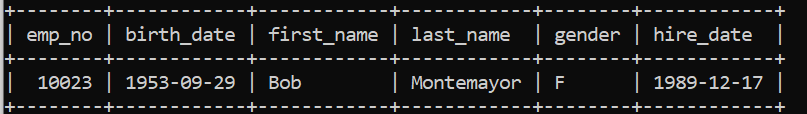 +--------+------------+------------+------------+--------+------------+
| emp_no | birth_date | first_name | last_name  | gender | hire_date  |
+--------+------------+------------+------------+--------+------------+
|  10023 | 1953-09-29 | Bob        | Montemayor | F      | 1989-12-17 |
+--------+------------+------------+------------+--------+------------+